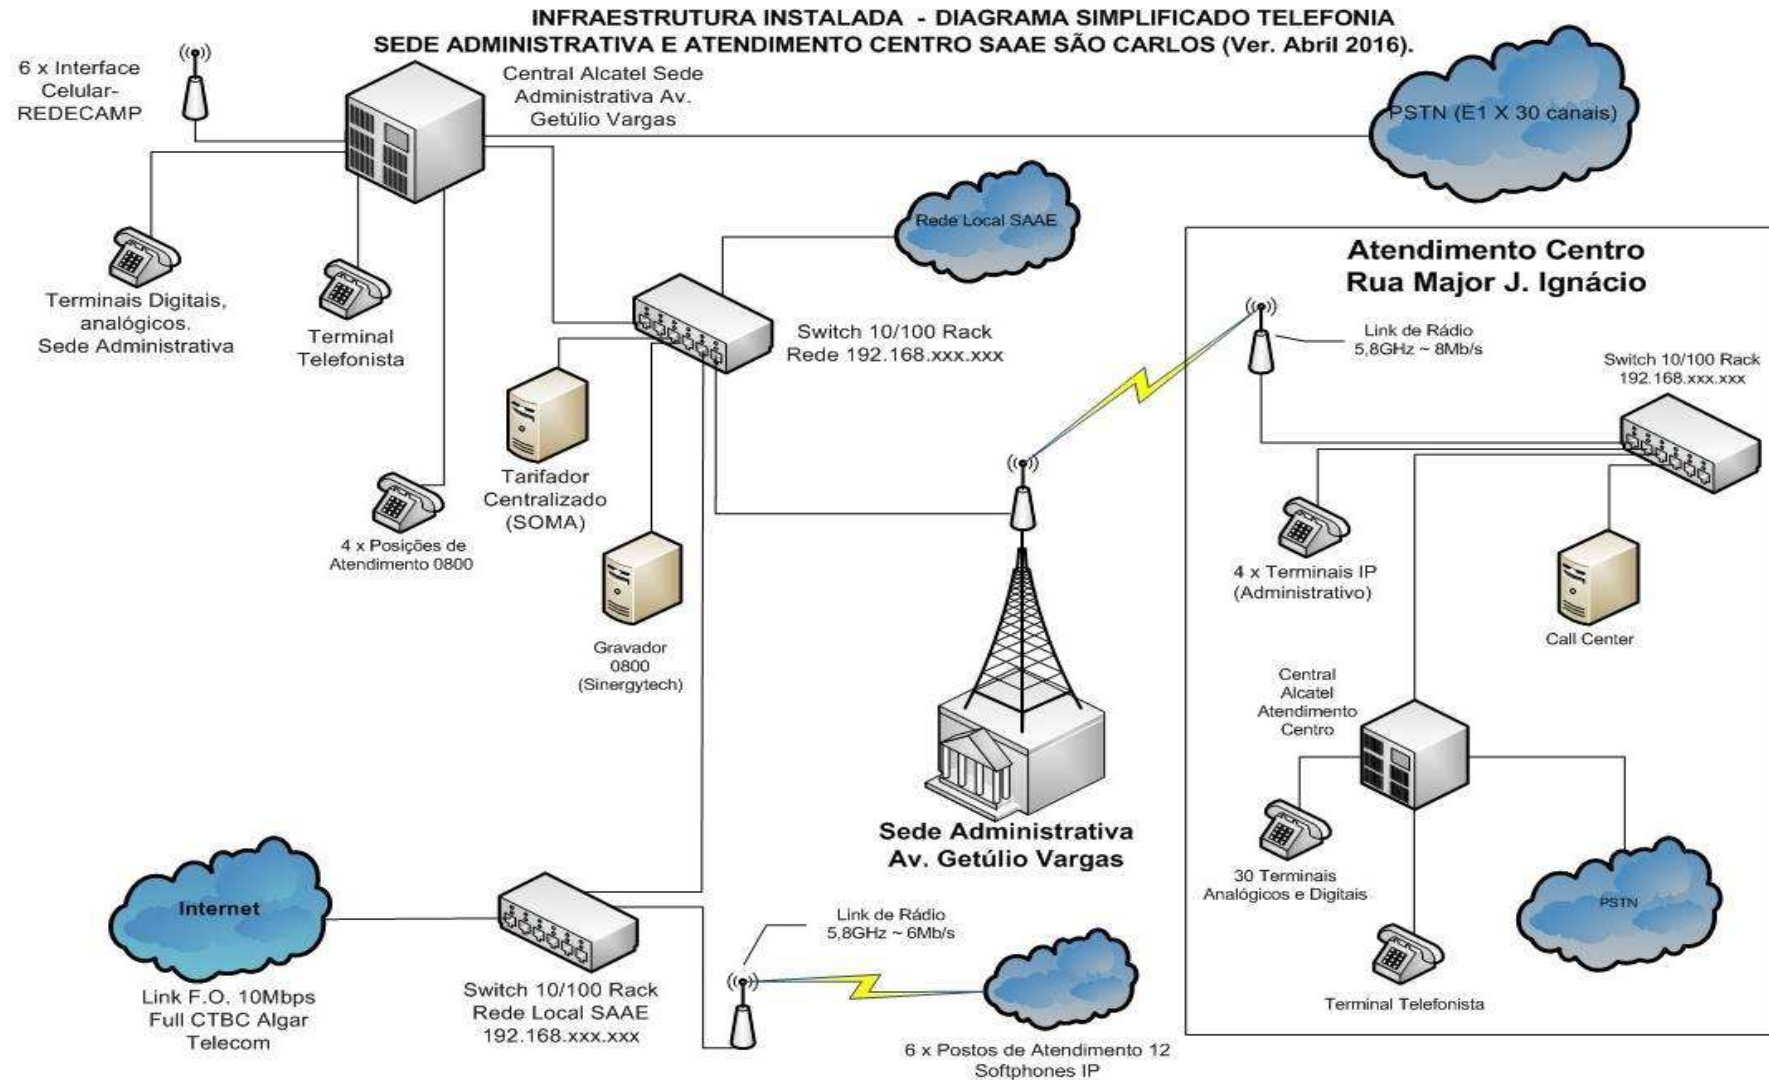 INFRAESTRUTURA INSTALADA - DIAGRAMA SIMPLIFICADO TELEFONIA
SEDE ADMINISTRATIVA E ATENDIMENTO CENTRO SAAE SÃO CARLOS (Ver. Abril 2016).
6 x Interface
Celular-
REDECAMP
Central Alcatel Sede
Administrativa Av.
Getúlio Vargas
PSTN (E1 X 30 canais)
Rede Local SAAE
Terminais Digitais,
analógicos.
Sede Administrativa
Terminal
Telefonista
Switch 10/100 Rack
Rede 192.168.xxx.xxx
Tarifador
Centralizado
(SOMA)
4 x Posições de
Atendimento 0800
Gravador
0800
(Sinergytech)
Sede Administrativa
Av. Getúlio Vargas
Atendimento Centro
Rua Major J. Ignácio
Link de Rádio
5,8GHz ~ 8Mb/s
Switch 10/100 Rack
192.168.xxx.xxx
4 x Terminais IP
(Administrativo)
Call Center
Central
Alcatel
Atendimento
Centro
30 Terminais
Analógicos e Digitais
PSTN
Terminal Telefonista
Internet
Link F.O. 10Mbps
Full CTBC Algar
Telecom
Switch 10/100 Rack
Rede Local SAAE
192.168.xxx.xxx
Link de Rádio
5,8GHz ~ 6Mb/s
6 x Postos de Atendimento 12
Softphones IP